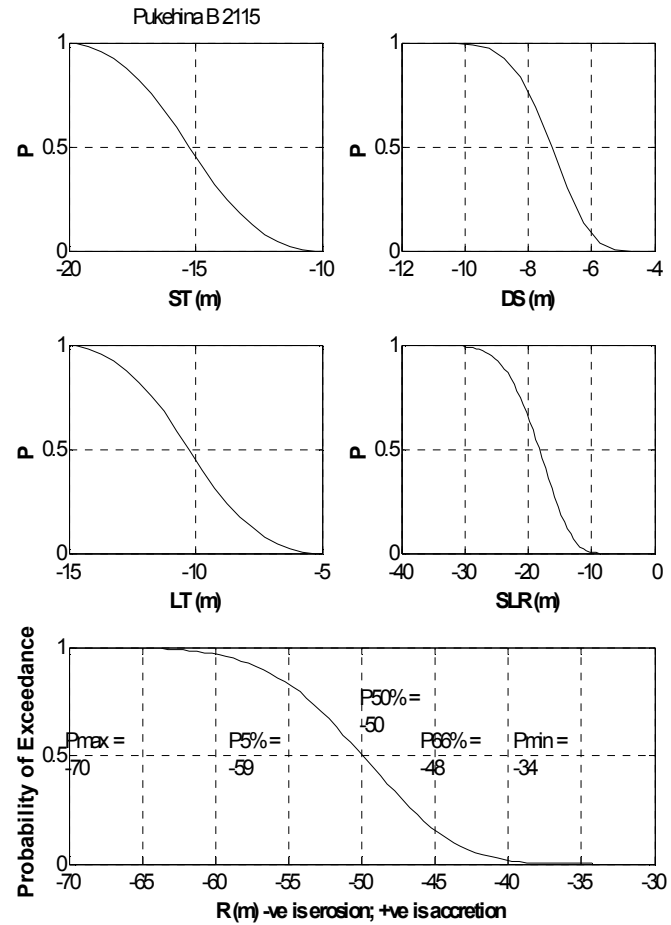 Pukehina B 2115
1
0.5
0
P
-20
-15
-10
ST (m)
1
0.5
0
P
-12
-10
-8
-6
-4
DS (m)
1
0.5
0
P
-15
-10
-5
LT (m)
1
0.5
0
P
-40
-30
-20
-10
0
SLR (m)
1
0.5
0
Probability of Exceedance
Pmax =
-70
P5% =
-59
P50% =
-50
P66% =
-48
Pmin =
-34
-70
-65
-60
-55
-50
-45
-40
-35
-30
R (m) -ve is erosion; +ve is accretion